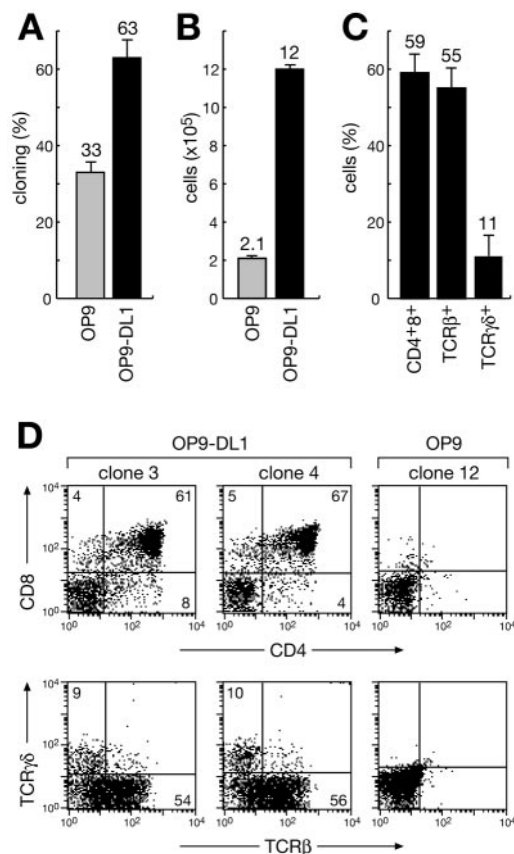 A
63
60
40
20
0
33
cloning (%)
OP9
OP9-DL1
B
12
12
10
8
6
4
2
0
2.1
cells (x10⁵)
OP9
OP9-DL1
C
59
55
11
60
40
20
0
cells (%)
CD4⁺8⁺
TCRβ⁺
TCRγδ⁺
D
OP9-DL1
OP9
clone 3
clone 4
clone 12
CD8
10⁴
10²
10⁰
4
61
8
5
67
4
10⁰ 10² 10⁴
10⁰ 10² 10⁴
10⁰ 10² 10⁴
CD4
TCRγδ
10⁴
10²
10⁰
9
54
10
56
10⁰ 10² 10⁴
10⁰ 10² 10⁴
10⁰ 10² 10⁴
TCRβ